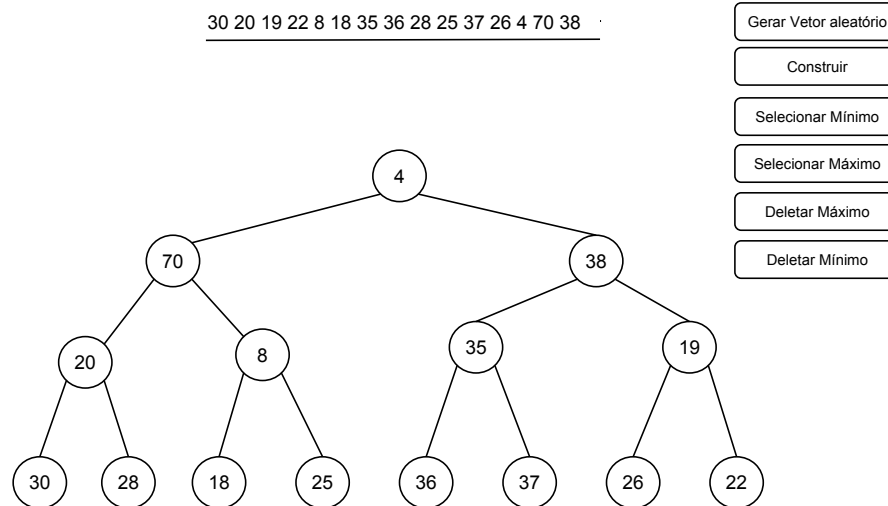 30 20 19 22 8 18 35 36 28 25 37 26 4 70 38
Gerar Vetor aleatório
Construir
Selecionar Mínimo
Selecionar Máximo
Deletar Máximo
Deletar Mínimo
4
70 38
20 8 35 19
30 28 18 25 36 37 26 22